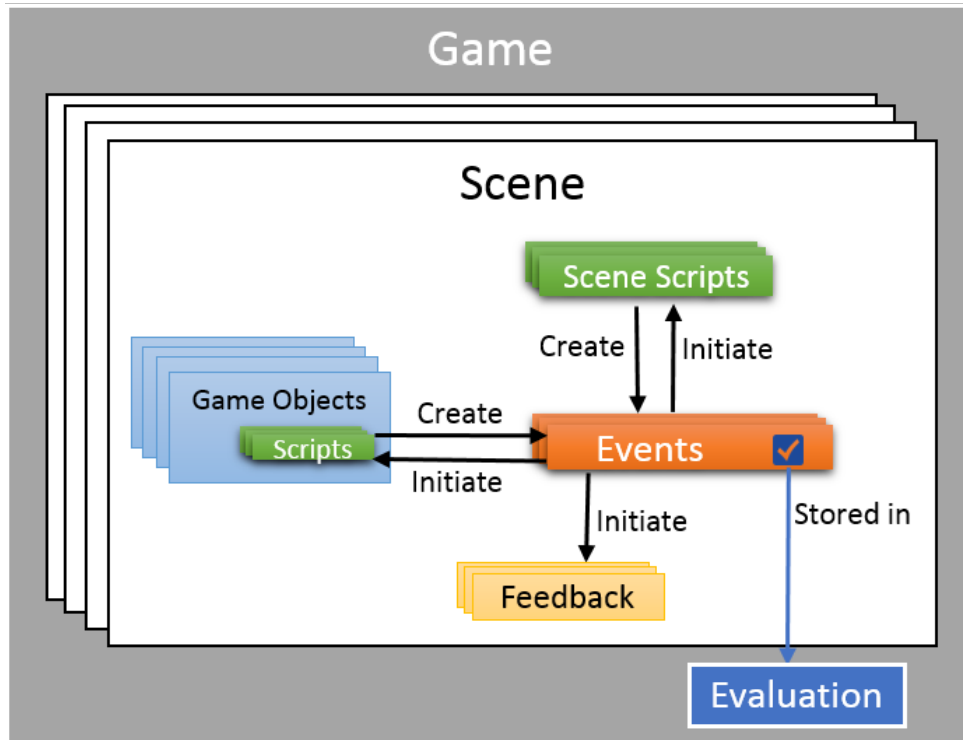 Game
Scene
Scene Scripts
Create
Initiate
Game Objects
Scripts
Create
Initiate
Events
Initiate
Stored in
Feedback
Evaluation